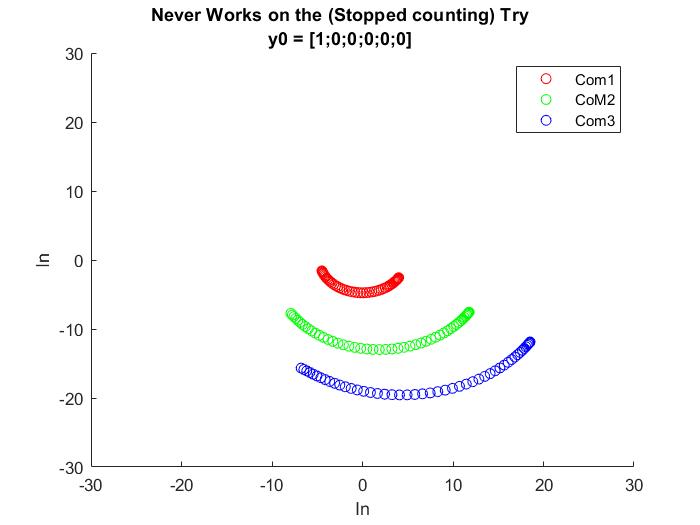 Never Works on the (Stopped counting) Try
y0 = [1;0;0;0;0;0]
30
Com1
CoM2
Com3
20
10
0
In
-10
-20
-30
-30
-20
-10
0
10
20
30
In